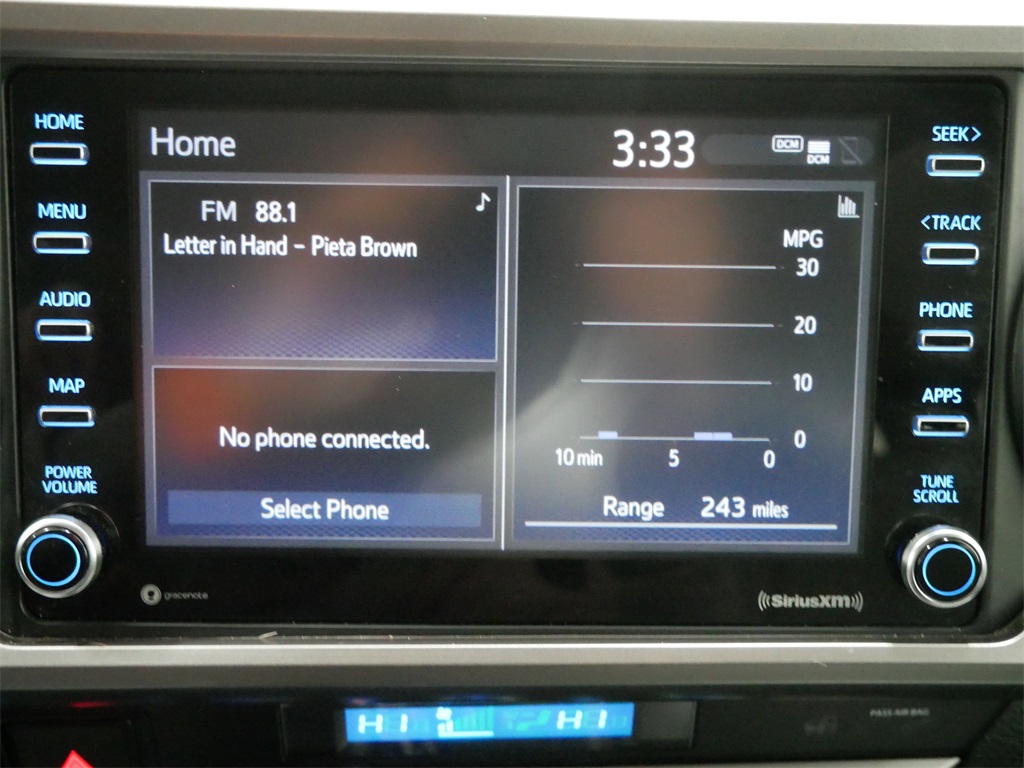 HOME
MENU
AUDIO
MAP
POWER
VOLUME
Home
3:33
DCM
DCM
FM 88.1
Letter in Hand – Pieta Brown
No phone connected.
Select Phone
MPG
30
20
10
0
10 min 5 0
Range 243 miles
SEEK>
<TRACK
PHONE
APPS
TUNE
SCROLL
gracenote
SiriusXM
HI HI
PASS AIR BAG